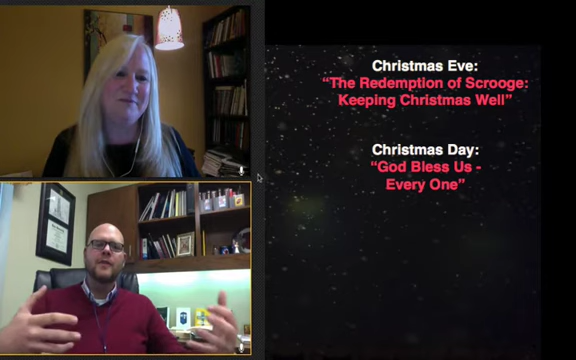 Christmas Eve:
“The Redemption of Scrooge:
Keeping Christmas Well”
Christmas Day:
“God Bless Us -
Every One”